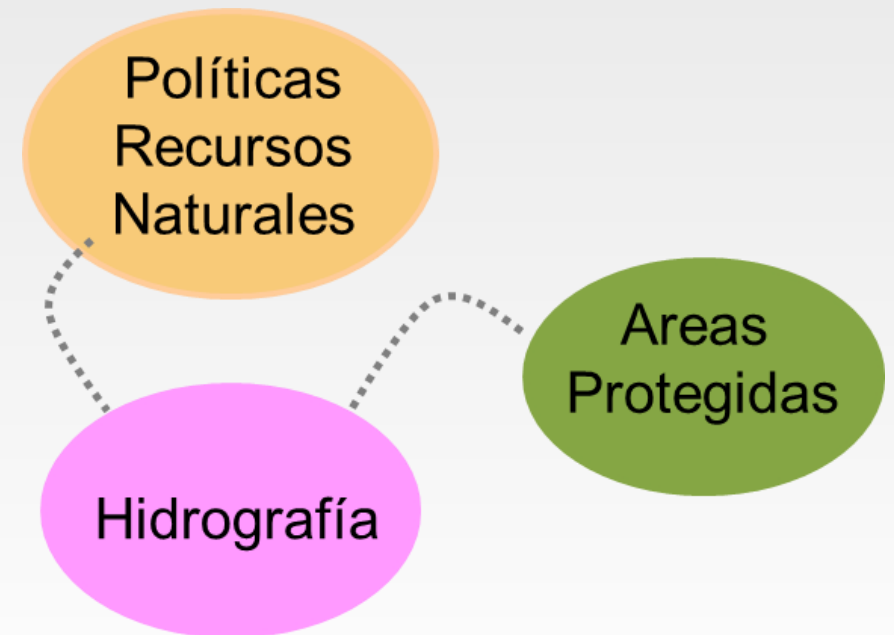 Políticas
Recursos
Naturales
Areas
Protegidas
Hidrografía